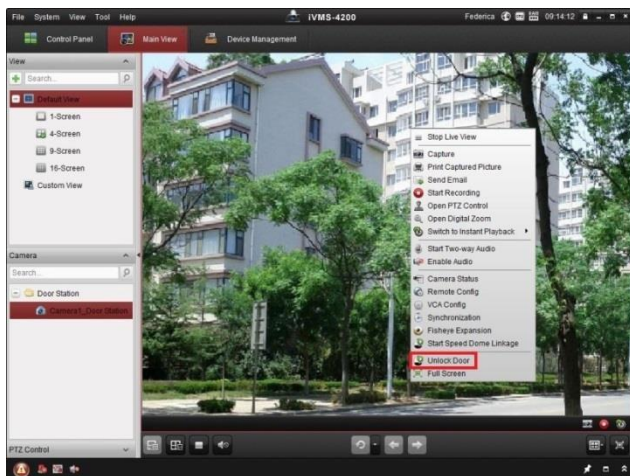 File System View Tool Help iVMS-4200 Federica 09:14:12
Control Panel Main View Device Management
View
Search...
Default View
1-Screen
4-Screen
9-Screen
16-Screen
Custom View
Camera
Search...
Door Station
Camera1_Door Station
PTZ Control
Stop Live View
Capture
Print Captured Picture
Send Email
Start Recording
Open PTZ Control
Open Digital Zoom
Switch to Instant Playback
Start Two-way Audio
Enable Audio
Camera Status
Remote Config
VCA Config
Synchronization
Fisheye Expansion
Start Speed Dome Linkage
Unlock Door
Full Screen